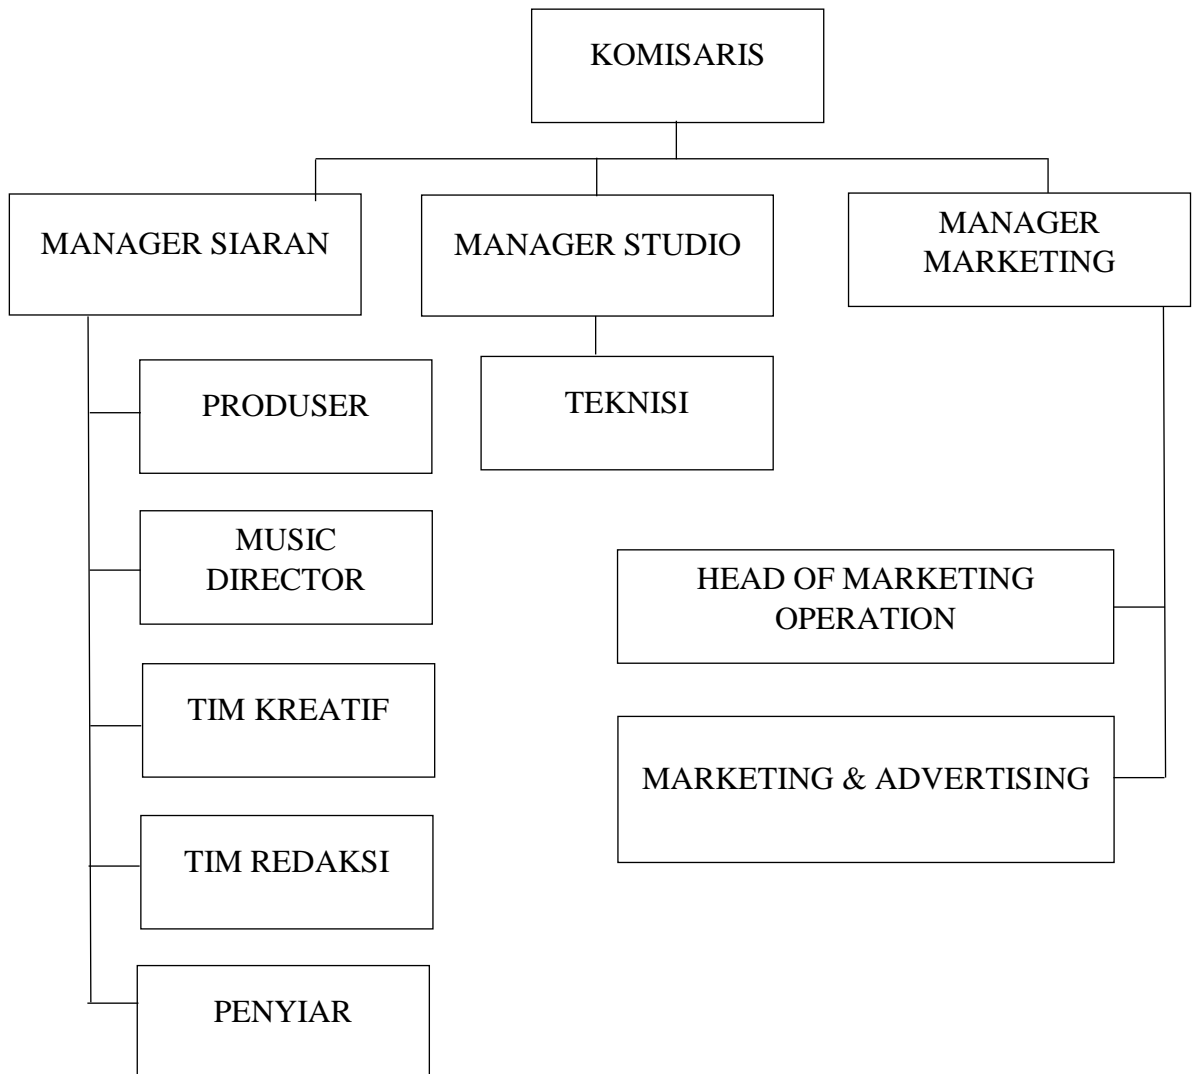 KOMISARIS
MANAGER SIARAN
MANAGER STUDIO
MANAGER
MARKETING
PRODUSER
TEKNISI
MUSIC
DIRECTOR
HEAD OF MARKETING
OPERATION
TIM KREATIF
MARKETING & ADVERTISING
TIM REDAKSI
PENYIAR